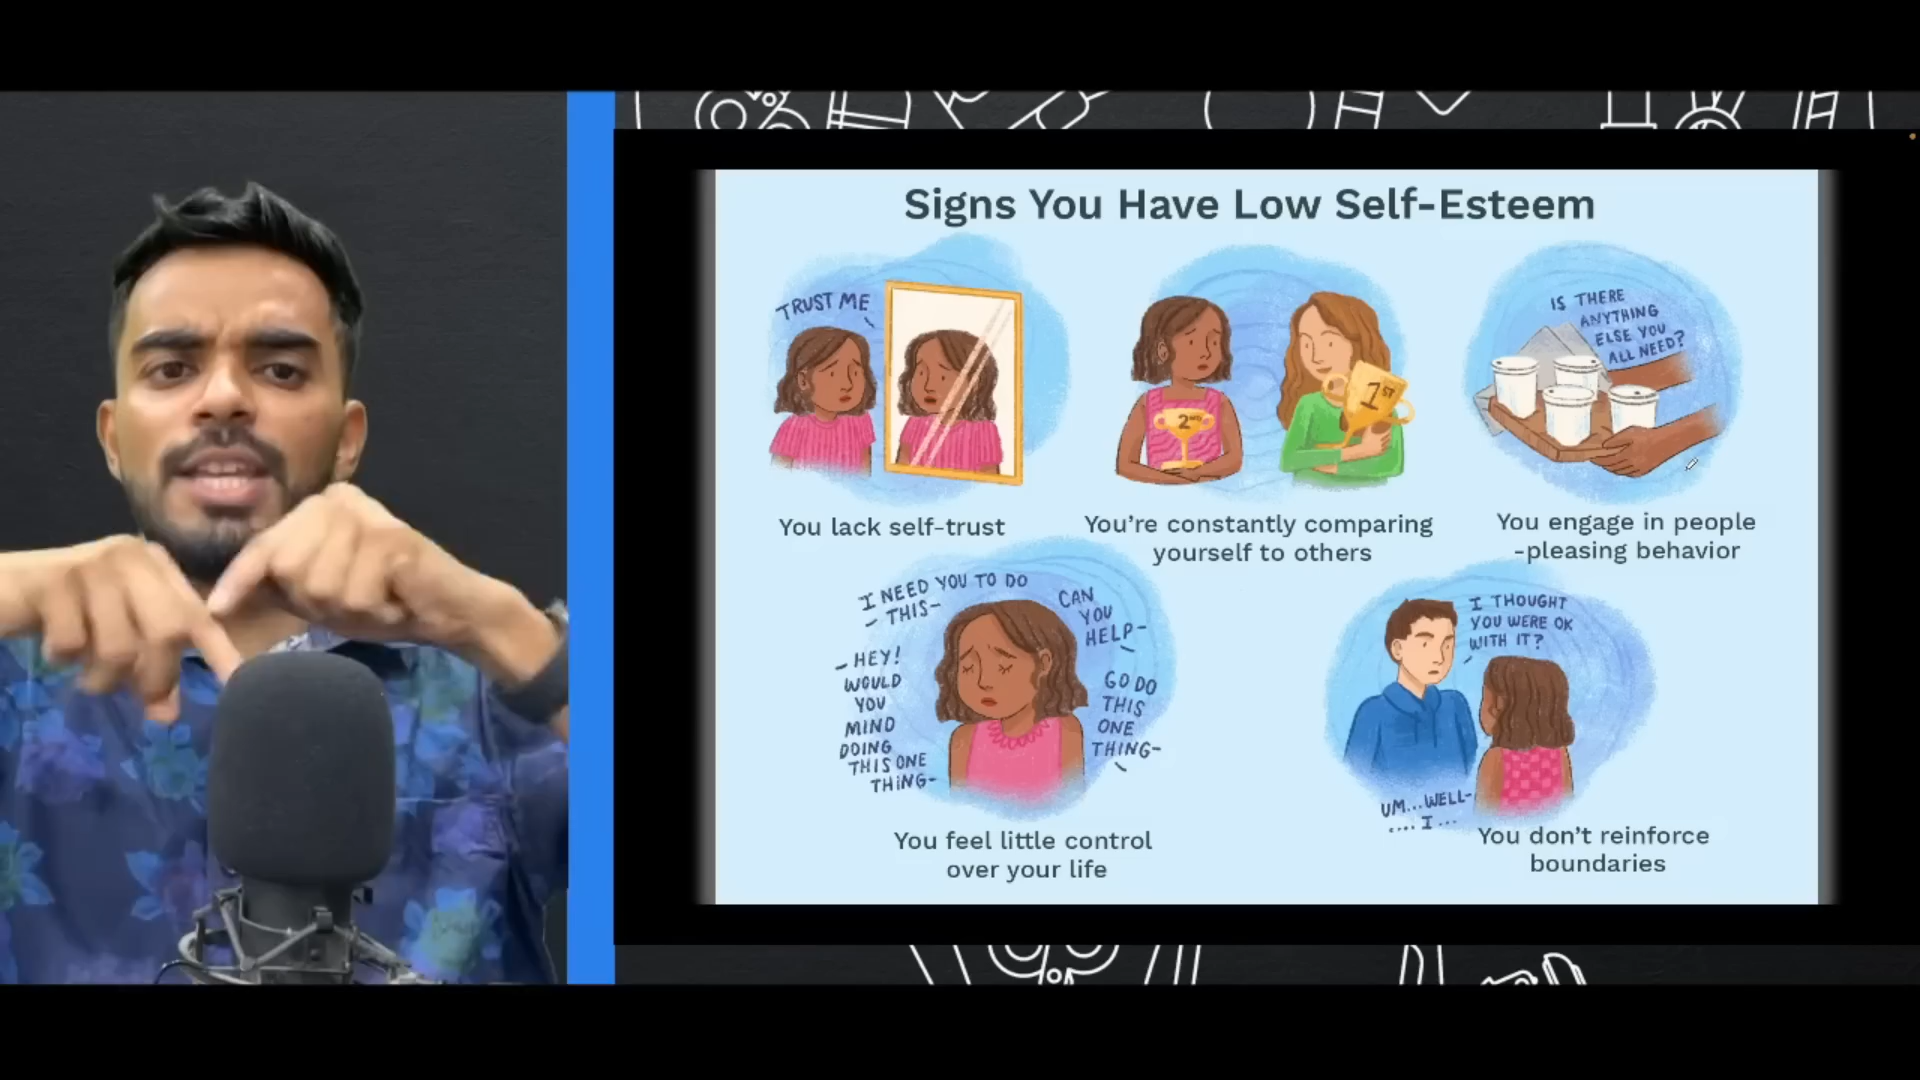 Signs You Have Low Self-Esteem
TRUST ME
You lack self-trust
2ND
1ST
You're constantly comparing
yourself to others
IS THERE
ANYTHING
ELSE YOU
ALL NEED?
You engage in people
-pleasing behavior
I NEED YOU TO DO
THIS-
CAN
YOU
HELP-
HEY!
WOULD
YOU
MIND
DOING
THIS ONE
THING-
GO DO
THIS
ONE
THING-
You feel little control
over your life
I THOUGHT
YOU WERE OK
WITH IT?
UM...WELL-
....I...
You don't reinforce
boundaries